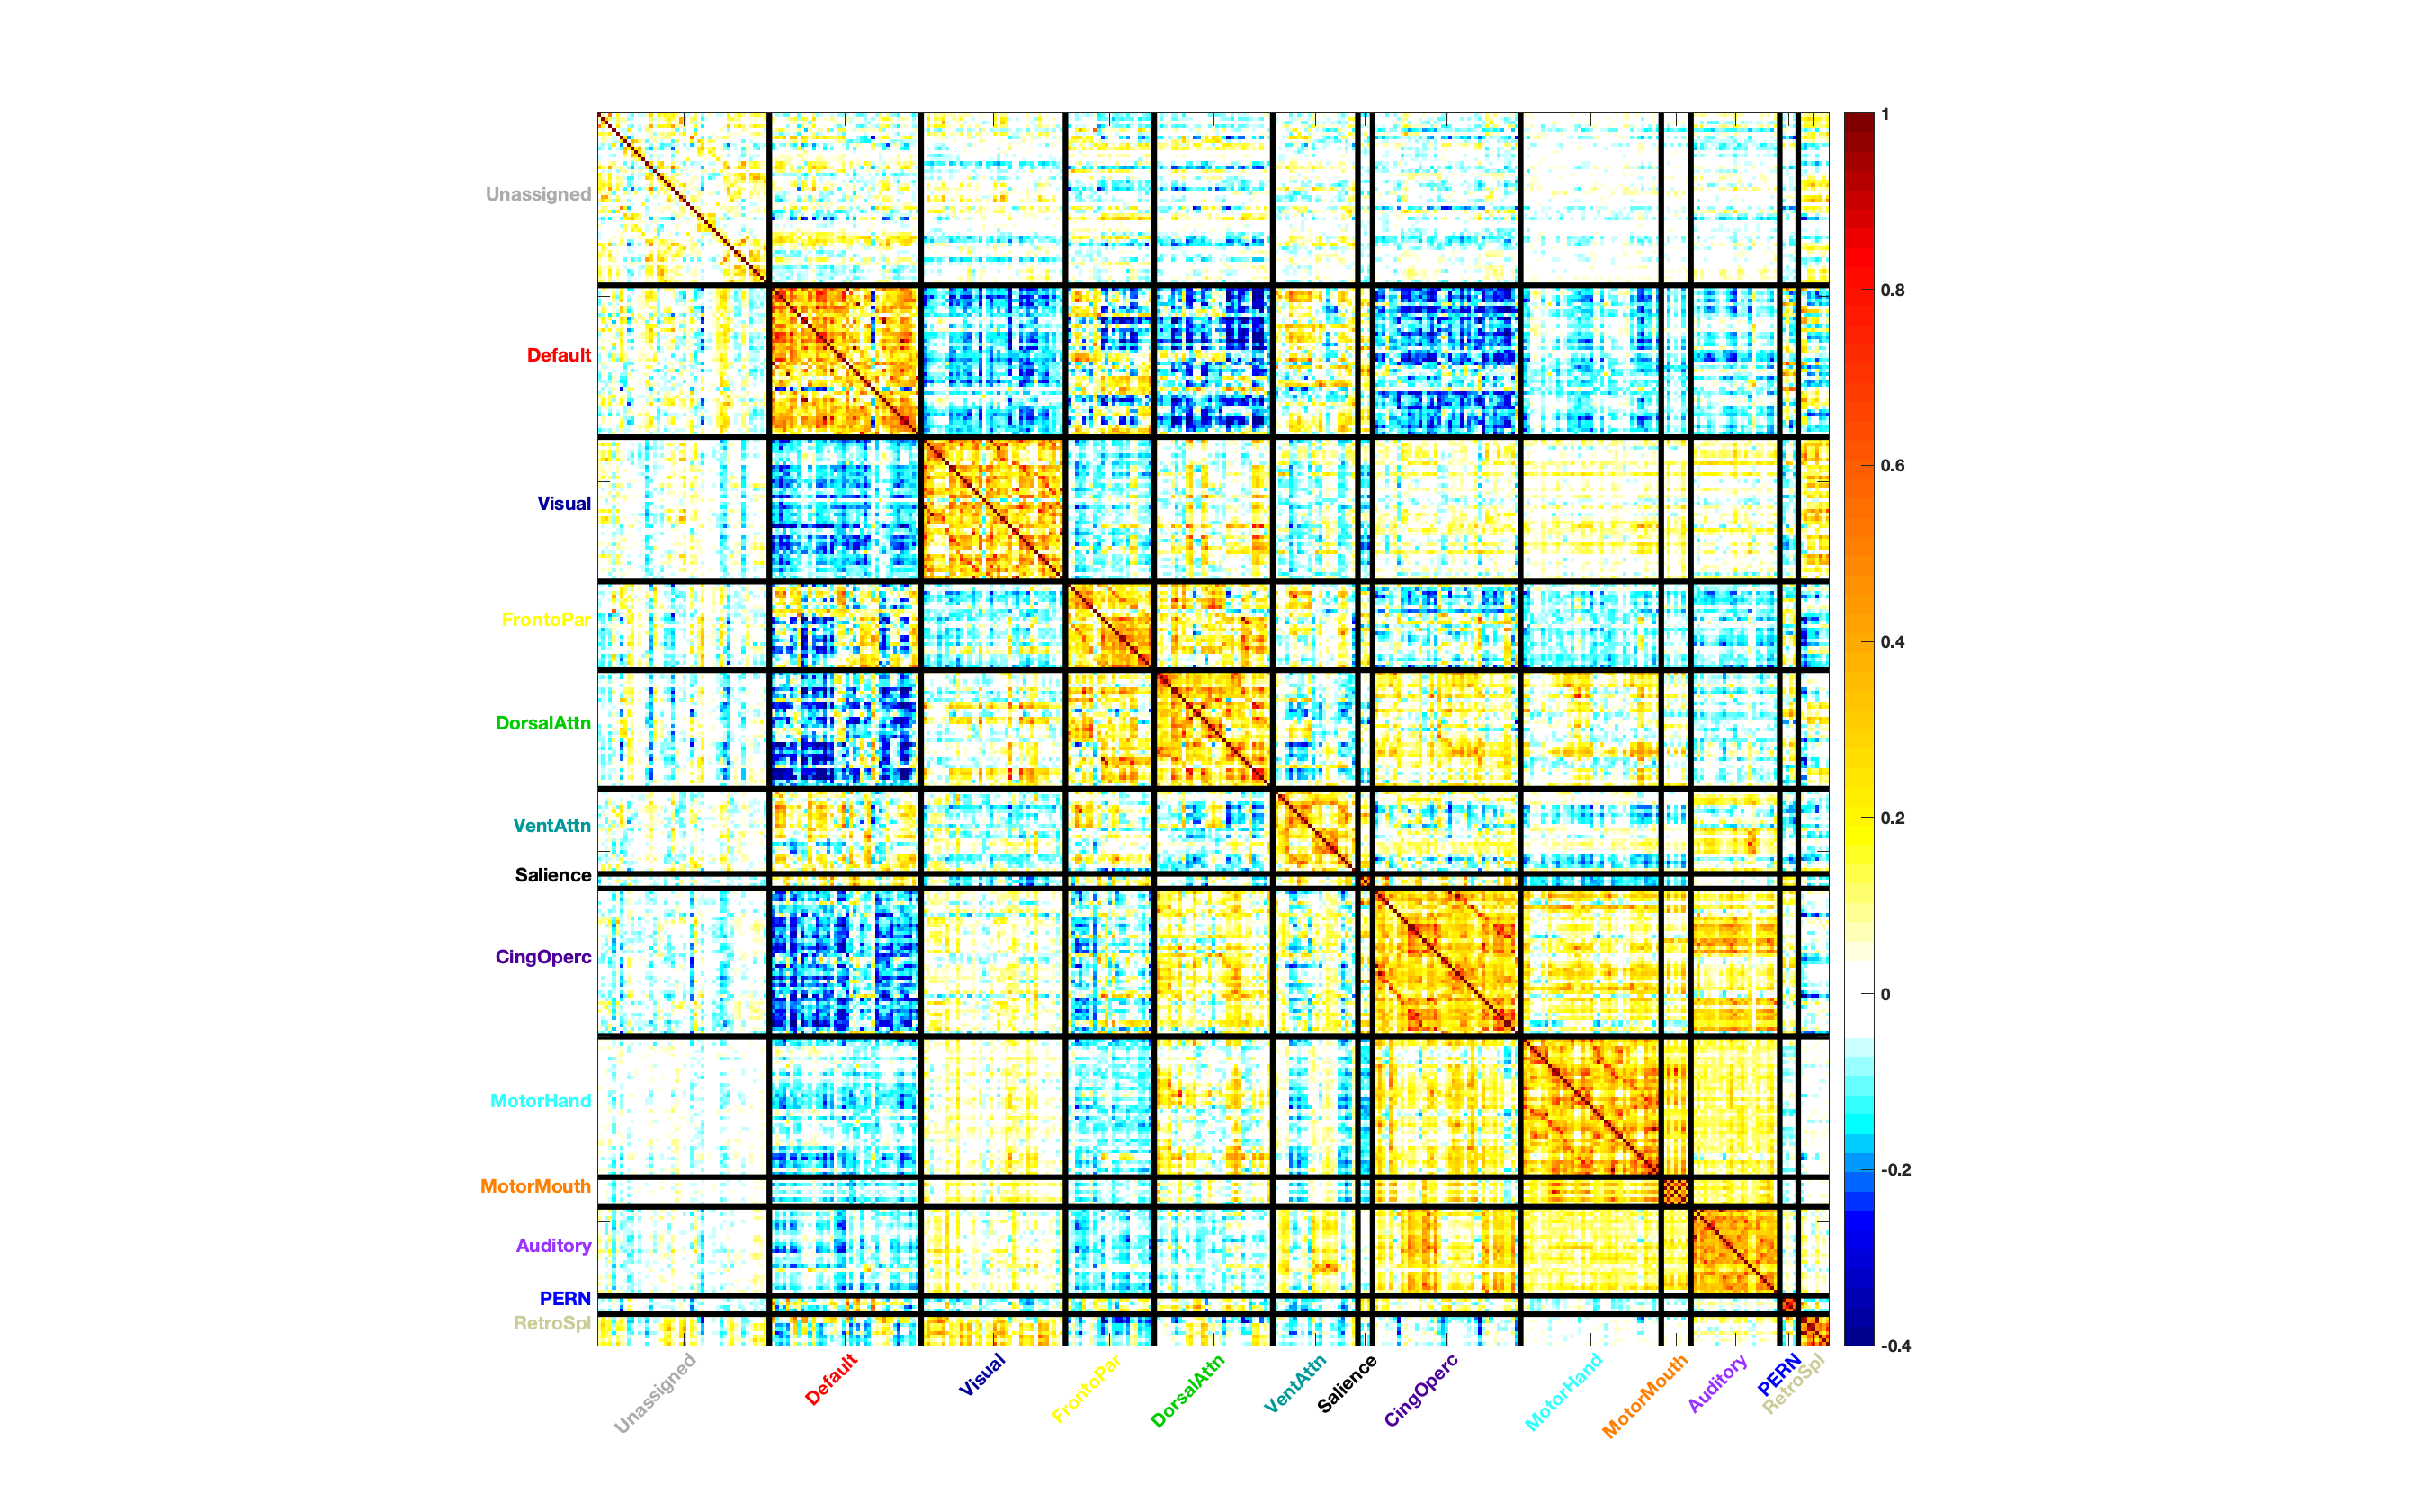 Unassigned
Default
Visual
FrontoPar
DorsalAttn
VentAttn
Salience
CingOperc
MotorHand
MotorMouth
Auditory
PERN
RetroSpl
Unassigned
Default
Visual
FrontoPar
DorsalAttn
VentAttn
Salience
CingOperc
MotorHand
MotorMouth
Auditory
PERN
RetroSpl
1
0.8
0.6
0.4
0.2
0
-0.2
-0.4